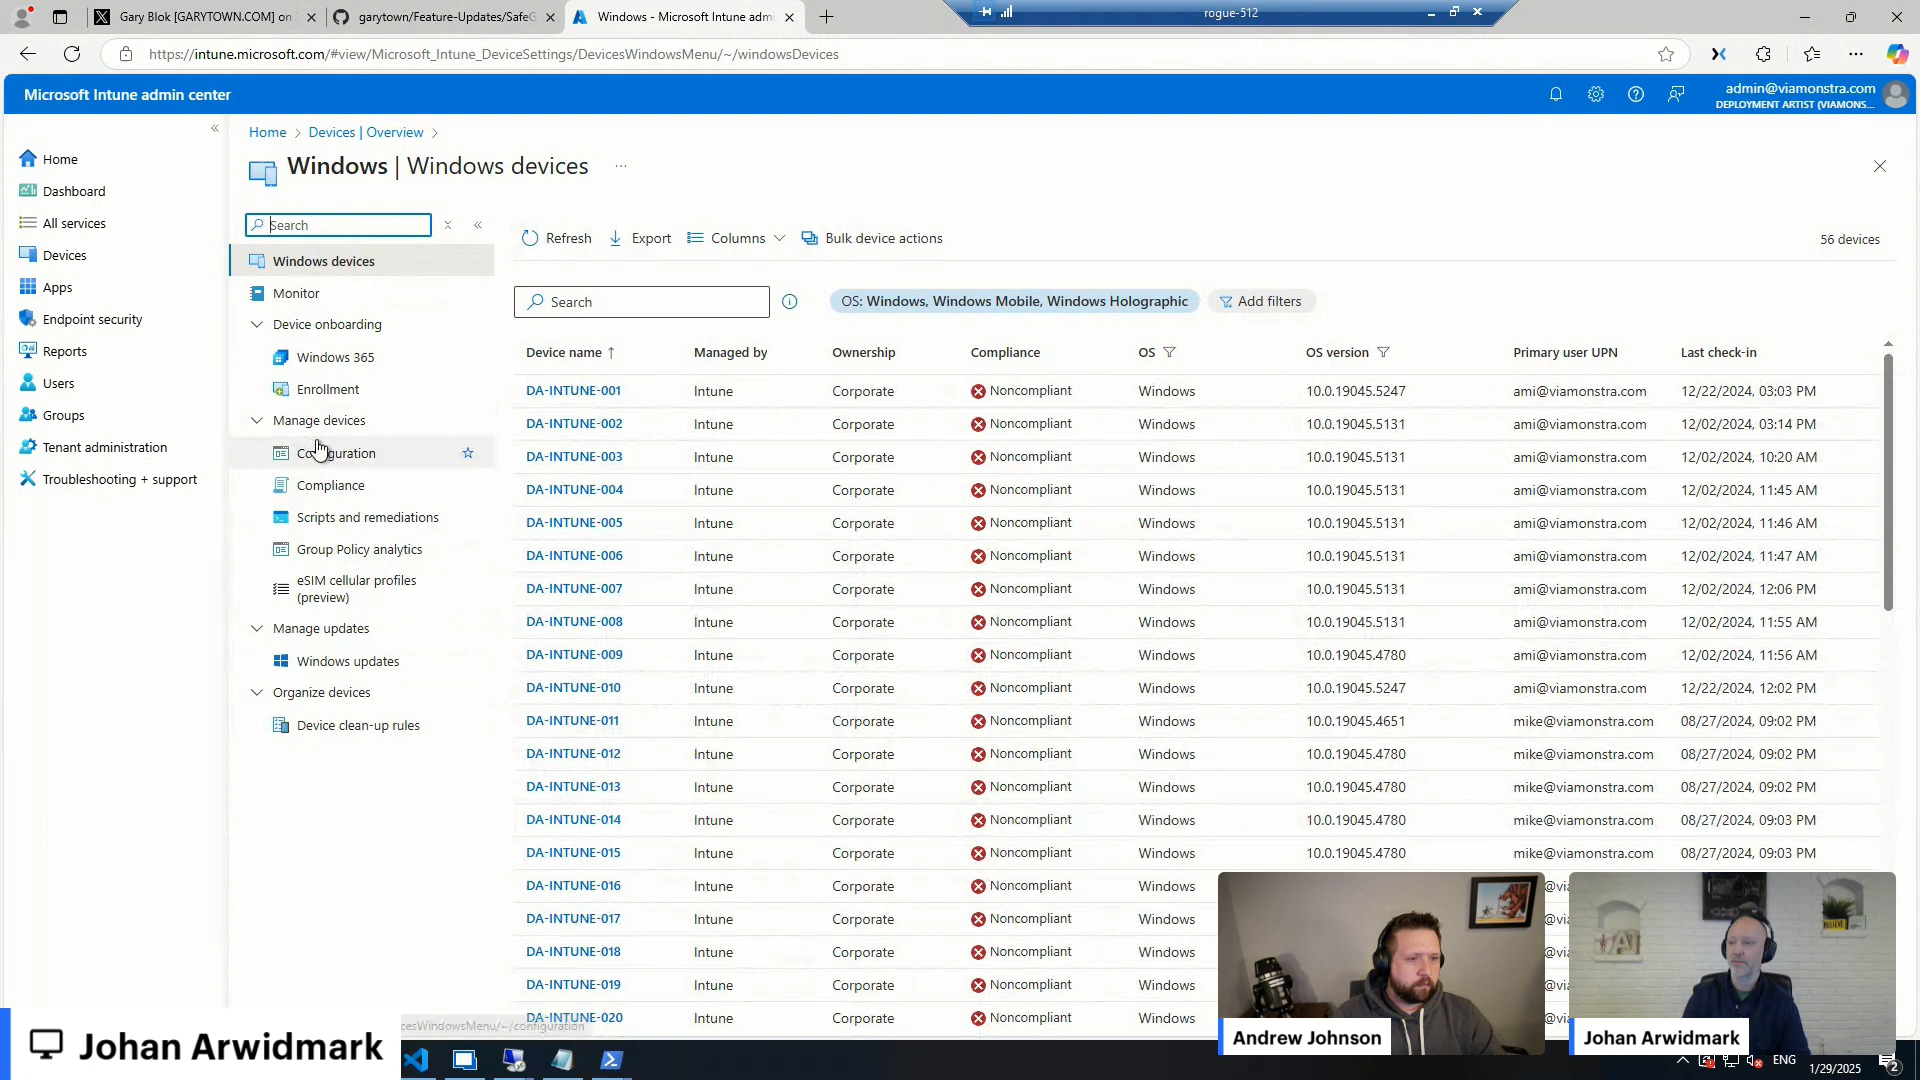 Gary Blok [GARYTOWN.COM] on
garytown/Feature-Updates/Safe
Windows - Microsoft Intune admi
rogue-512
https://intune.microsoft.com/#view/Microsoft_Intune_DeviceSettings/DevicesWindowsMenu/~/windowsDevices
Microsoft Intune admin center
admin@viamonstra.com
DEPLOYMENT ARTIST (VIAMONS...
Home
Dashboard
All services
Devices
Apps
Endpoint security
Reports
Users
Groups
Tenant administration
Troubleshooting + support
Home > Devices | Overview >
Windows | Windows devices
Search
Windows devices
Monitor
Device onboarding
Windows 365
Enrollment
Manage devices
Configuration
Compliance
Scripts and remediations
Group Policy analytics
eSIM cellular profiles
(preview)
Manage updates
Windows updates
Organize devices
Device clean-up rules
Refresh Export Columns Bulk device actions 56 devices
Search OS: Windows, Windows Mobile, Windows Holographic Add filters
Device name Managed by Ownership Compliance OS OS version Primary user UPN Last check-in
DA-INTUNE-001 Intune Corporate Noncompliant Windows 10.0.19045.5247 ami@viamonstra.com 12/22/2024, 03:03 PM
DA-INTUNE-002 Intune Corporate Noncompliant Windows 10.0.19045.5131 ami@viamonstra.com 12/02/2024, 03:14 PM
DA-INTUNE-003 Intune Corporate Noncompliant Windows 10.0.19045.5131 ami@viamonstra.com 12/02/2024, 10:20 AM
DA-INTUNE-004 Intune Corporate Noncompliant Windows 10.0.19045.5131 ami@viamonstra.com 12/02/2024, 11:45 AM
DA-INTUNE-005 Intune Corporate Noncompliant Windows 10.0.19045.5131 ami@viamonstra.com 12/02/2024, 11:46 AM
DA-INTUNE-006 Intune Corporate Noncompliant Windows 10.0.19045.5131 ami@viamonstra.com 12/02/2024, 11:47 AM
DA-INTUNE-007 Intune Corporate Noncompliant Windows 10.0.19045.5131 ami@viamonstra.com 12/02/2024, 12:06 PM
DA-INTUNE-008 Intune Corporate Noncompliant Windows 10.0.19045.5131 ami@viamonstra.com 12/02/2024, 11:55 AM
DA-INTUNE-009 Intune Corporate Noncompliant Windows 10.0.19045.4780 ami@viamonstra.com 12/02/2024, 11:56 AM
DA-INTUNE-010 Intune Corporate Noncompliant Windows 10.0.19045.5247 ami@viamonstra.com 12/22/2024, 12:02 PM
DA-INTUNE-011 Intune Corporate Noncompliant Windows 10.0.19045.4651 mike@viamonstra.com 08/27/2024, 09:02 PM
DA-INTUNE-012 Intune Corporate Noncompliant Windows 10.0.19045.4780 mike@viamonstra.com 08/27/2024, 09:02 PM
DA-INTUNE-013 Intune Corporate Noncompliant Windows 10.0.19045.4780 mike@viamonstra.com 08/27/2024, 09:02 PM
DA-INTUNE-014 Intune Corporate Noncompliant Windows 10.0.19045.4780 mike@viamonstra.com 08/27/2024, 09:03 PM
DA-INTUNE-015 Intune Corporate Noncompliant Windows 10.0.19045.4780 mike@viamonstra.com 08/27/2024, 09:03 PM
DA-INTUNE-016 Intune Corporate Noncompliant Windows
DA-INTUNE-017 Intune Corporate Noncompliant Windows
DA-INTUNE-018 Intune Corporate Noncompliant Windows
DA-INTUNE-019 Intune Corporate Noncompliant Windows
DA-INTUNE-020 Intune Corporate Noncompliant Windows
cesWindowsMenu/~/configuration
Johan Arwidmark
Andrew Johnson
Johan Arwidmark
ENG
1/29/2025
2